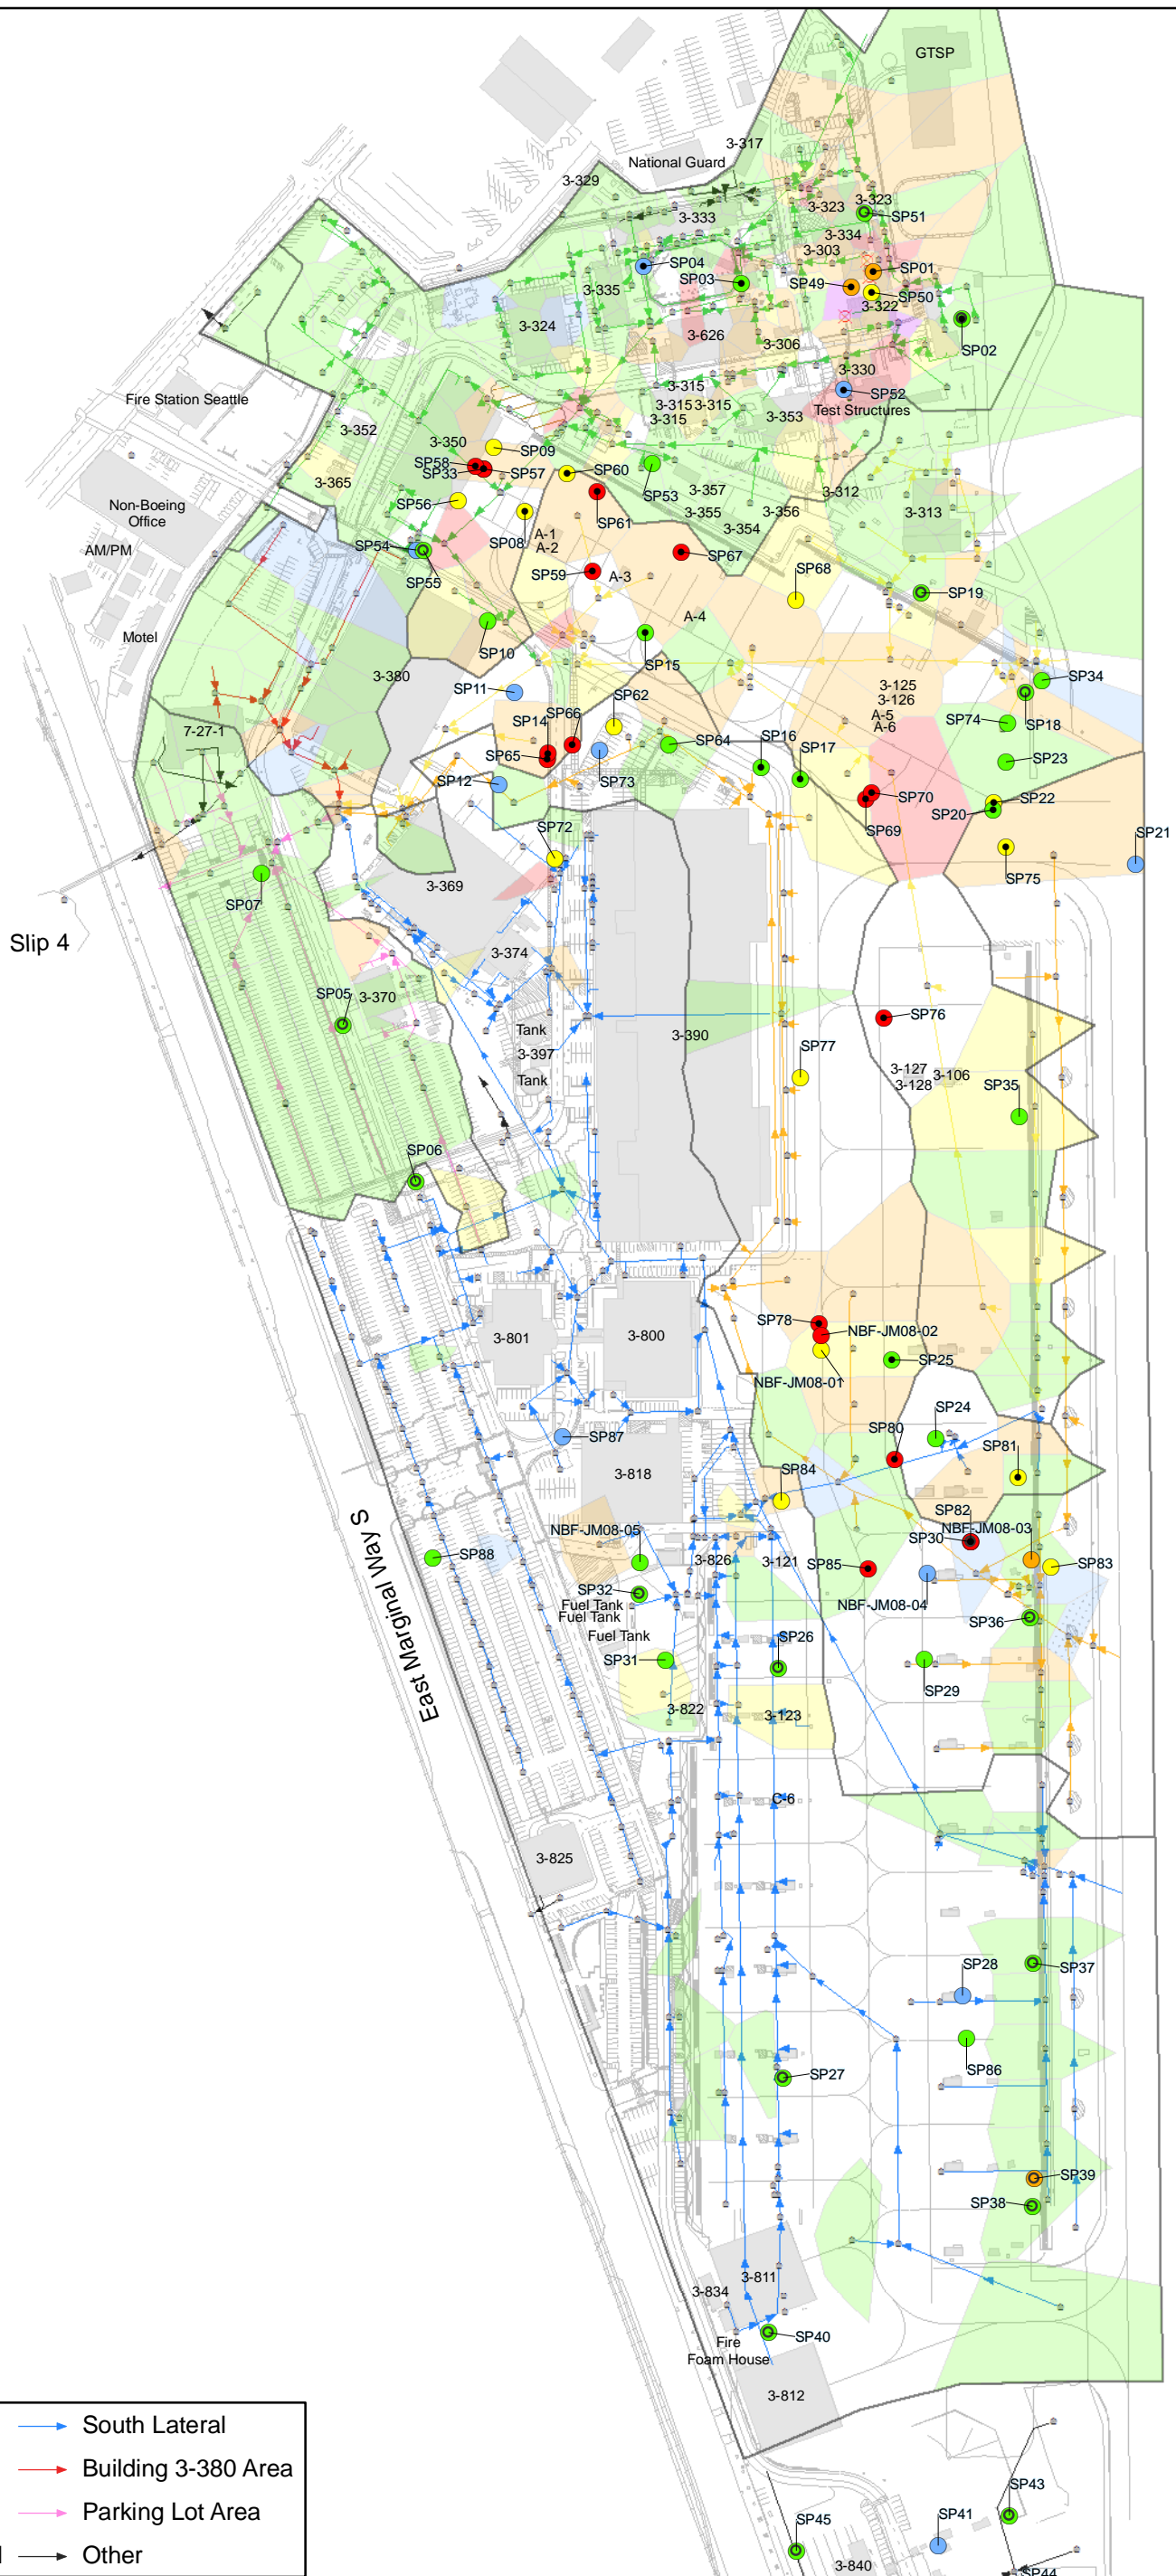 GTSP
3-317
National Guard
3-329
3-323
3-323
SP51
3-333
3-334
3-303
SP04
SP01
SP03
SP49
3-335
SP50
3-322
3-324
3-626
3-306
SP02
3-330
3-315
SP52
Fire Station Seattle
3-315
3-315
Test Structures
3-315
3-353
3-352
3-350
SP09
SP58
SP33
SP57
SP60
3-365
SP53
3-357
3-312
SP56
SP61
3-355
3-356
3-313
Non-Boeing
Office
3-354
A-1
SP08
A-2
SP54
AM/PM
SP67
SP55
SP59
A-3
SP68
SP19
A-4
Motel
SP10
SP15
3-380
SP34
SP11
3-125
SP62
3-126
SP14
SP66
A-5
SP74
SP18
A-6
7-27-1
SP65
SP64
SP16
SP17
SP23
SP12
SP73
SP70
SP22
SP20
SP72
SP69
SP21
SP75
3-369
SP07
Slip 4
3-374
SP05
3-370
SP76
Tank
3-390
3-397
SP77
3-127
3-106
Tank
3-128
SP35
SP06
SP78
NBF-JM08-02
3-801
3-800
SP25
NBF-JM08-01
SP24
SP80
SP87
SP81
3-818
SP84
East Marginal Way S
SP82
NBF-JM08-05
NBF-JM08-03
SP30
SP88
3-826
3-121
SP85
SP83
SP32
NBF-JM08-04
Fuel Tank
Fuel Tank
SP36
Fuel Tank
SP26
SP31
SP29
3-822
3-123
C-6
3-825
SP28
SP37
SP86
SP27
SP39
SP38
3-811
3-834
SP40
Fire
Foam House
3-812
South Lateral
Building 3-380 Area
Parking Lot Area
Other
SP43
SP41
SP45
3-840
SP44